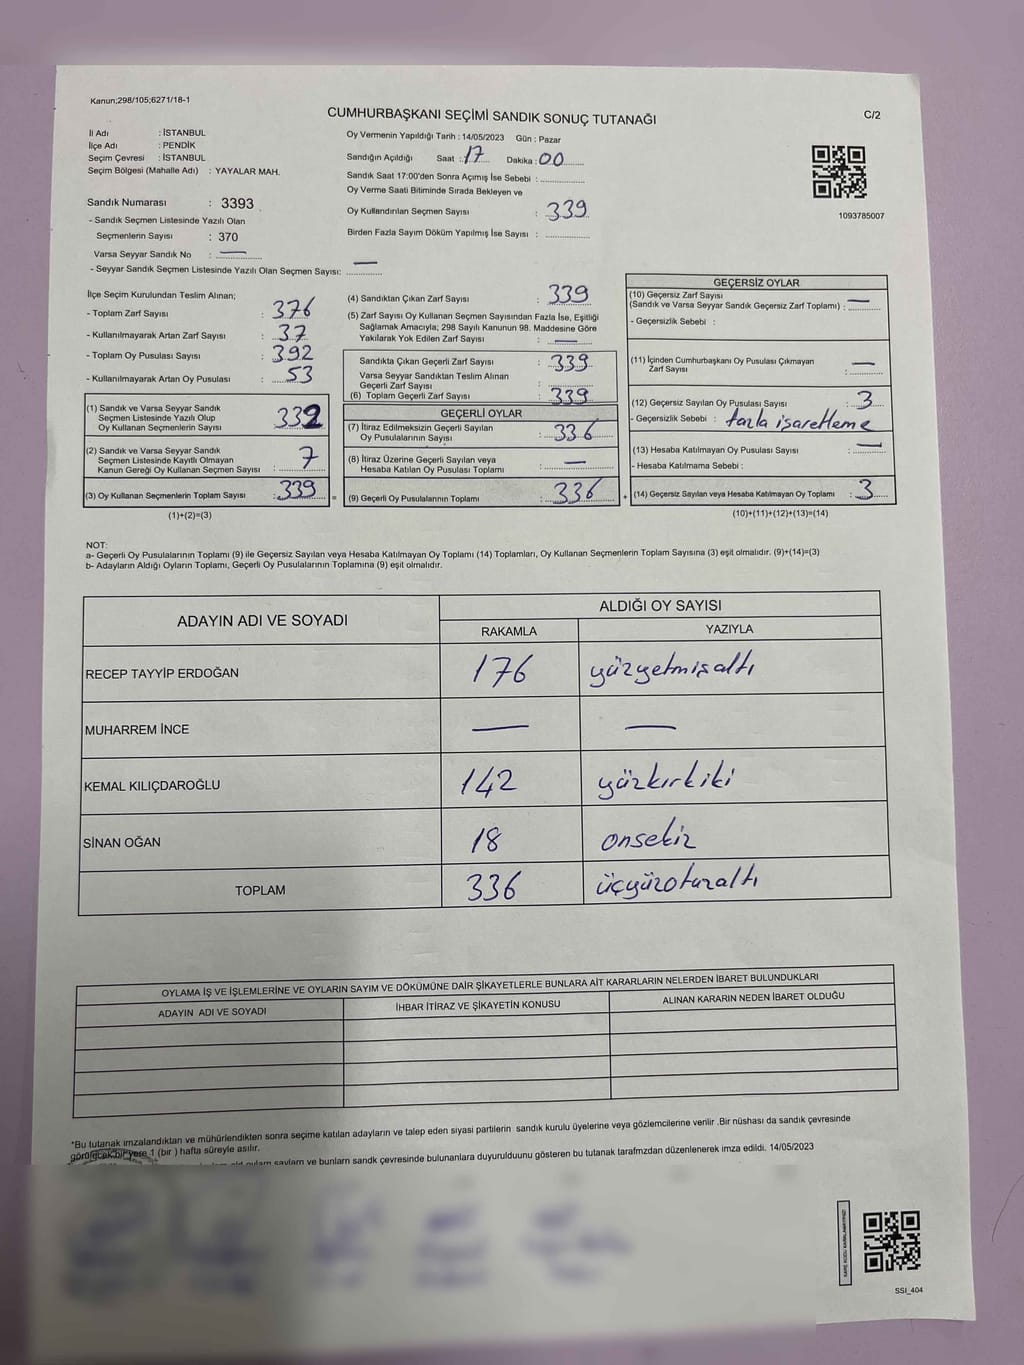 Kanun;298/105;6271/18-1
CUMHURBAŞKANI SEÇİMİ SANDIK SONUÇ TUTANAĞI
C/2
İl Adı : İSTANBUL
İlçe Adı : PENDİK
Seçim Çevresi : İSTANBUL
Seçim Bölgesi (Mahalle Adı) : YAYALAR MAH.
Oy Vermenin Yapıldığı Tarih : 14/05/2023 Gün : Pazar
Sandığın Açıldığı Saat : 17 Dakika : 00
Sandık Saat 17:00'den Sonra Açımış İse Sebebi :
Oy Verme Saati Bitiminde Sırada Bekleyen ve
Oy Kullandırılan Seçmen Sayısı : 339
Birden Fazla Sayım Döküm Yapılmış İse Sayısı :
1093785007
Sandık Numarası : 3393
- Sandık Seçmen Listesinde Yazılı Olan
Seçmenlerin Sayısı : 370
Varsa Seyyar Sandık No : —
- Seyyar Sandık Seçmen Listesinde Yazılı Olan Seçmen Sayısı: —
İlçe Seçim Kurulundan Teslim Alınan;
- Toplam Zarf Sayısı : 376
- Kullanılmayarak Artan Zarf Sayısı : 37
- Toplam Oy Pusulası Sayısı : 392
- Kullanılmayarak Artan Oy Pusulası : 53
(1) Sandık ve Varsa Seyyar Sandık
Seçmen Listesinde Yazılı Olup
Oy Kullanan Seçmenlerin Sayısı : 332
(2) Sandık ve Varsa Seyyar Sandık
Seçmen Listesinde Kayıtlı Olmayan
Kanun Gereği Oy Kullanan Seçmen Sayısı : 7
(3) Oy Kullanan Seçmenlerin Toplam Sayısı : 339
(1)+(2)=(3)
(4) Sandıktan Çıkan Zarf Sayısı : 339
(5) Zarf Sayısı Oy Kullanan Seçmen Sayısından Fazla İse, Eşitliği
Sağlamak Amacıyla; 298 Sayılı Kanunun 98. Maddesine Göre
Yakılarak Yok Edilen Zarf Sayısı : —
Sandıkta Çıkan Geçerli Zarf Sayısı : 339
Varsa Seyyar Sandıktan Teslim Alınan
Geçerli Zarf Sayısı :
(6) Toplam Geçerli Zarf Sayısı : 339
GEÇERLİ OYLAR
(7) İtiraz Edilmeksizin Geçerli Sayılan
Oy Pusulalarının Sayısı : 336
(8) İtiraz Üzerine Geçerli Sayılan veya
Hesaba Katılan Oy Pusulası Toplamı : —
= (9) Geçerli Oy Pusulalarının Toplamı : 336
GEÇERSİZ OYLAR
(10) Geçersiz Zarf Sayısı
(Sandık ve Varsa Seyyar Sandık Geçersiz Zarf Toplamı) : —
- Geçersizlik Sebebi :
(11) İçinden Cumhurbaşkanı Oy Pusulası Çıkmayan
Zarf Sayısı : —
(12) Geçersiz Sayılan Oy Pusulası Sayısı : 3
- Geçersizlik Sebebi : fazla işaretleme
(13) Hesaba Katılmayan Oy Pusulası Sayısı : —
- Hesaba Katılmama Sebebi :
+ (14) Geçersiz Sayılan veya Hesaba Katılmayan Oy Toplamı : 3
(10)+(11)+(12)+(13)=(14)
NOT:
a- Geçerli Oy Pusulalarının Toplamı (9) ile Geçersiz Sayılan veya Hesaba Katılmayan Oy Toplamı (14) Toplamları, Oy Kullanan Seçmenlerin Toplam Sayısına (3) eşit olmalıdır. (9)+(14)=(3)
b- Adayların Aldığı Oyların Toplamı, Geçerli Oy Pusulalarının Toplamına (9) eşit olmalıdır.
ADAYIN ADI VE SOYADI
ALDIĞI OY SAYISI
RAKAMLA YAZIYLA
RECEP TAYYİP ERDOĞAN 176 yüzyetmişaltı
MUHARREM İNCE — —
KEMAL KILIÇDAROĞLU 142 yüzkırkiki
SİNAN OĞAN 18 onsekiz
TOPLAM 336 üçyüzotuzaltı
OYLAMA İŞ VE İŞLEMLERİNE VE OYLARIN SAYIM VE DÖKÜMÜNE DAİR ŞİKAYETLERLE BUNLARA AİT KARARLARIN NELERDEN İBARET BULUNDUKLARI
ADAYIN ADI VE SOYADI İHBAR İTİRAZ VE ŞİKAYETİN KONUSU ALINAN KARARIN NEDEN İBARET OLDUĞU
*Bu tutanak imzalandıktan ve mühürlendikten sonra seçime katılan adayların ve talep eden siyasi partilerin sandık kurulu üyelerine veya gözlemcilerine verilir .Bir nüshası da sandık çevresinde
görülecek bir yere 1 (bir ) hafta süreyle asılır.
ve bunların sandk çevresinde bulunanlara duyurulduunu gösteren bu tutanak tarafmzdan düzenlenerek imza edildi. 14/05/2023
SSI_404